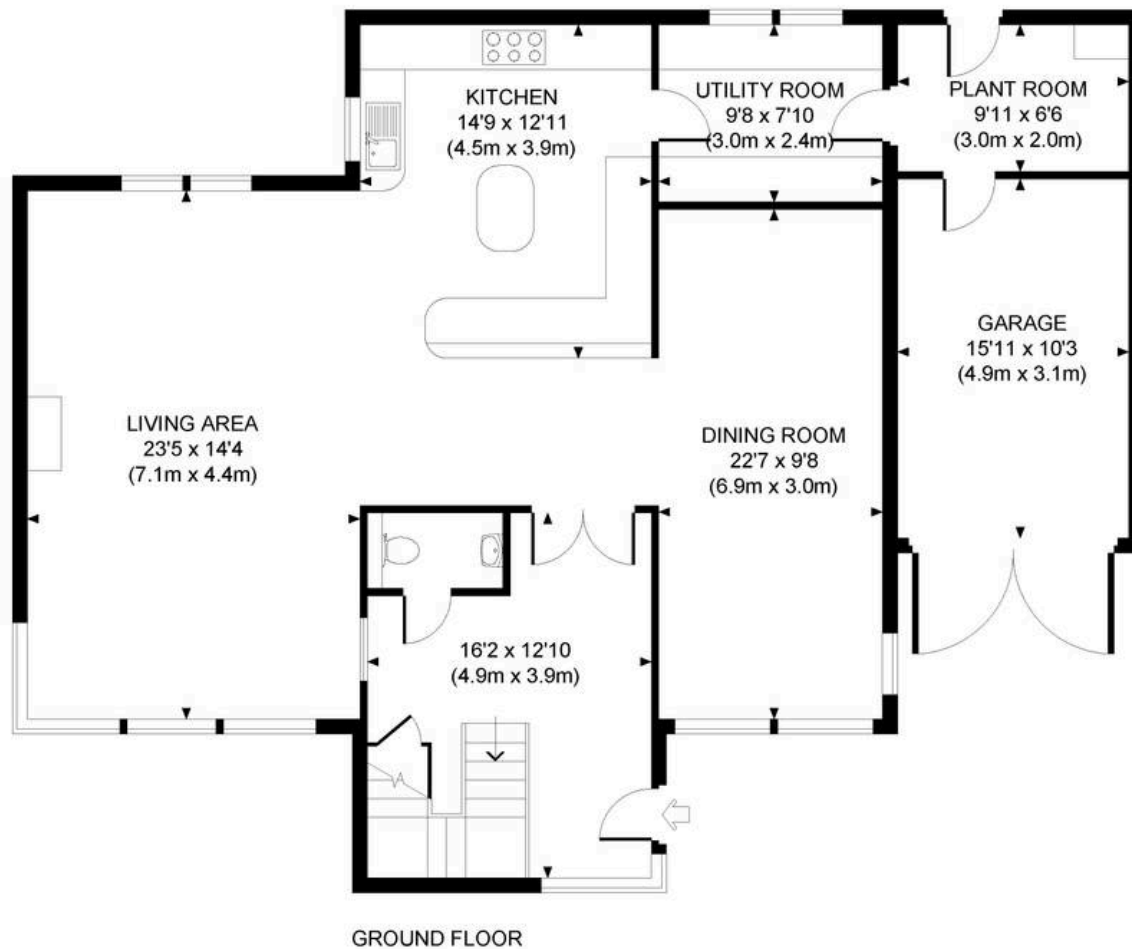 KITCHEN
14'9 x 12'11
(4.5m x 3.9m)
UTILITY ROOM
9'8 x 7'10
(3.0m x 2.4m)
PLANT ROOM
9'11 x 6'6
(3.0m x 2.0m)
GARAGE
15'11 x 10'3
(4.9m x 3.1m)
LIVING AREA
23'5 x 14'4
(7.1m x 4.4m)
DINING ROOM
22'7 x 9'8
(6.9m x 3.0m)
16'2 x 12'10
(4.9m x 3.9m)
GROUND FLOOR